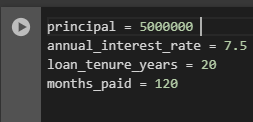 principal = 5000000
annual_interest_rate = 7.5
loan_tenure_years = 20
months_paid = 120